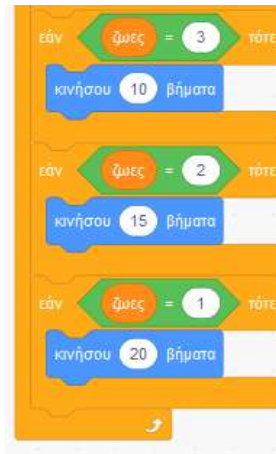 εάν ζωες = 3 τότε
κινήσου 10 βήματα
εάν ζωες = 2 τότε
κινήσου 15 βήματα
εάν ζωες = 1 τότε
κινήσου 20 βήματα